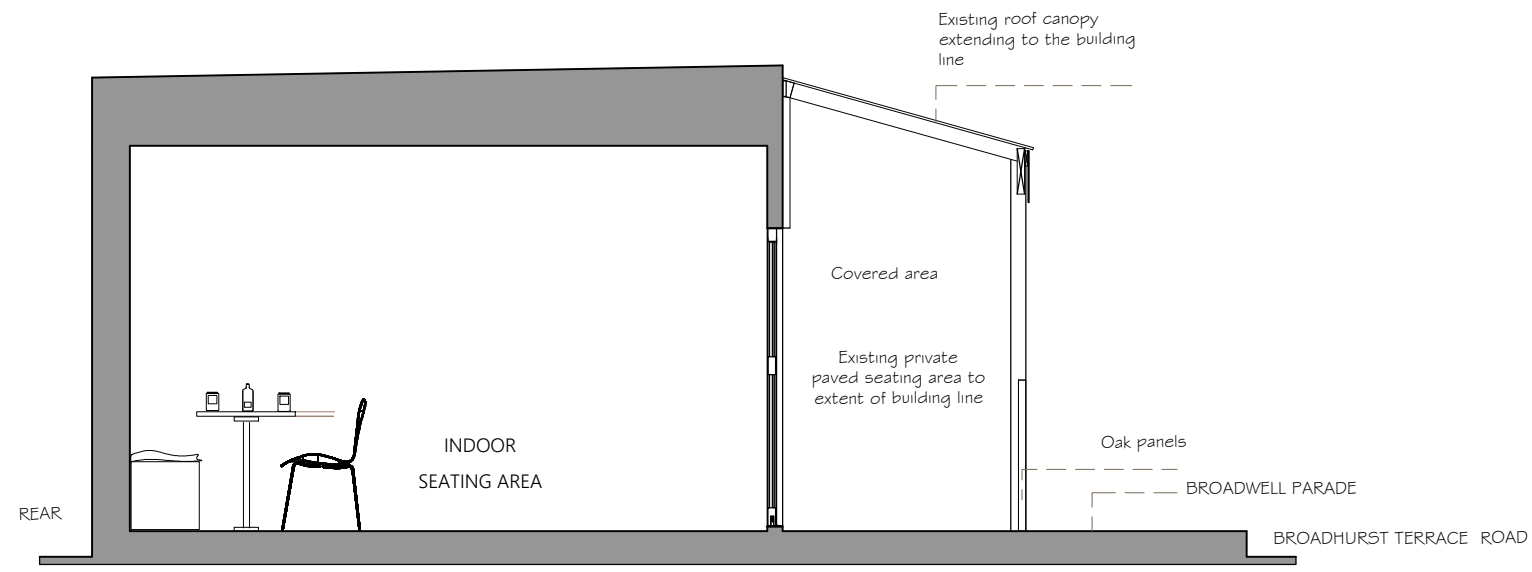 Existing roof canopy
extending to the building
line
Covered area
Existing private
paved seating area to
extent of building line
INDOOR
SEATING AREA
Oak panels
BROADWELL PARADE
REAR
BROADHURST TERRACE ROAD